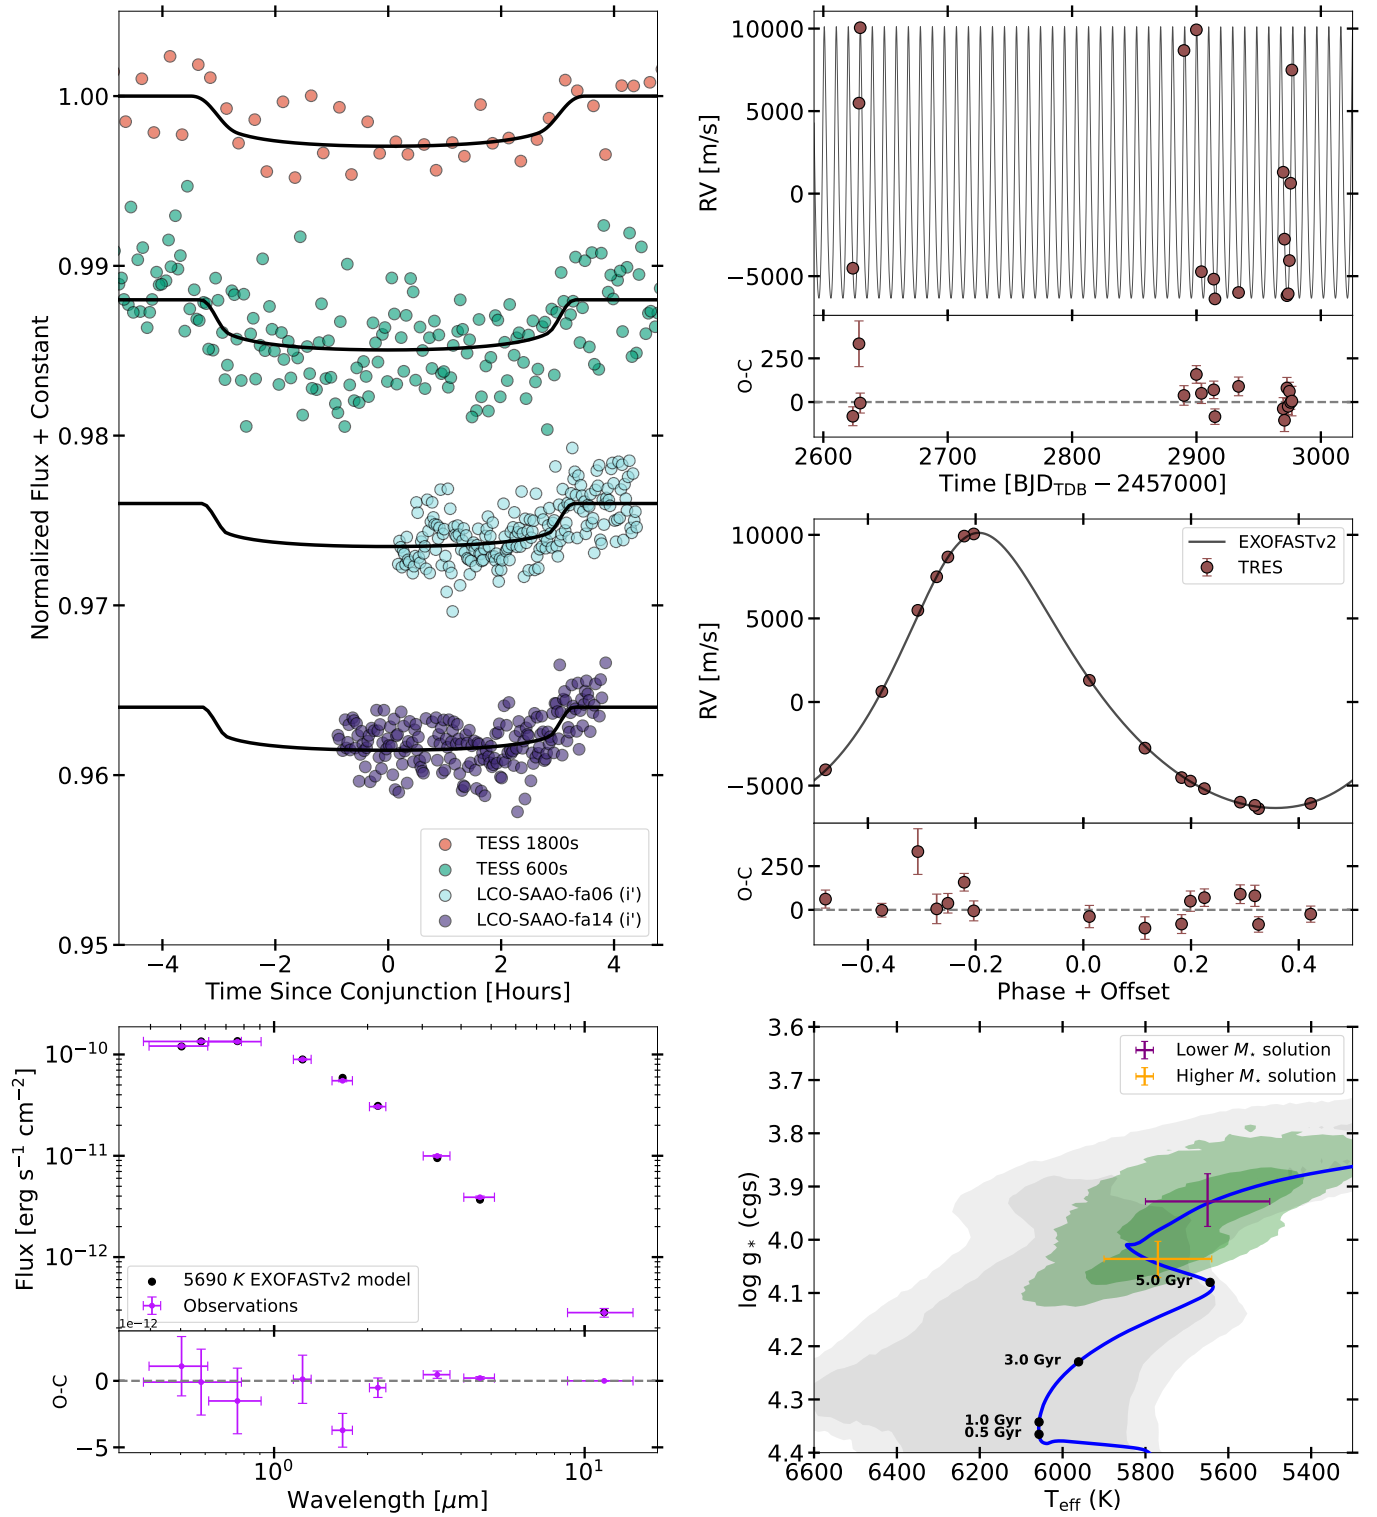 1.00
0.99
0.98
0.97
0.96
0.95
Normalized Flux + Constant
TESS 1800s
TESS 600s
LCO-SAAO-fa06 (i')
LCO-SAAO-fa14 (i')
−4 −2 0 2 4
Time Since Conjunction [Hours]
10000
5000
0
−5000
RV [m/s]
250
0
O-C
2600 2700 2800 2900 3000
Time [BJD_TDB − 2457000]
10000
5000
0
−5000
RV [m/s]
EXOFASTv2
TRES
250
0
O-C
−0.4 −0.2 0.0 0.2 0.4
Phase + Offset
10⁻¹⁰
10⁻¹¹
10⁻¹²
Flux [erg s⁻¹ cm⁻²]
5690 K EXOFASTv2 model
Observations
1e−12
0
−5
O-C
10⁰ 10¹
Wavelength [μm]
3.6
3.7
3.8
3.9
4.0
4.1
4.2
4.3
4.4
log g⋆ (cgs)
Lower M⋆ solution
Higher M⋆ solution
5.0 Gyr
3.0 Gyr
1.0 Gyr
0.5 Gyr
6600 6400 6200 6000 5800 5600 5400
T_eff (K)